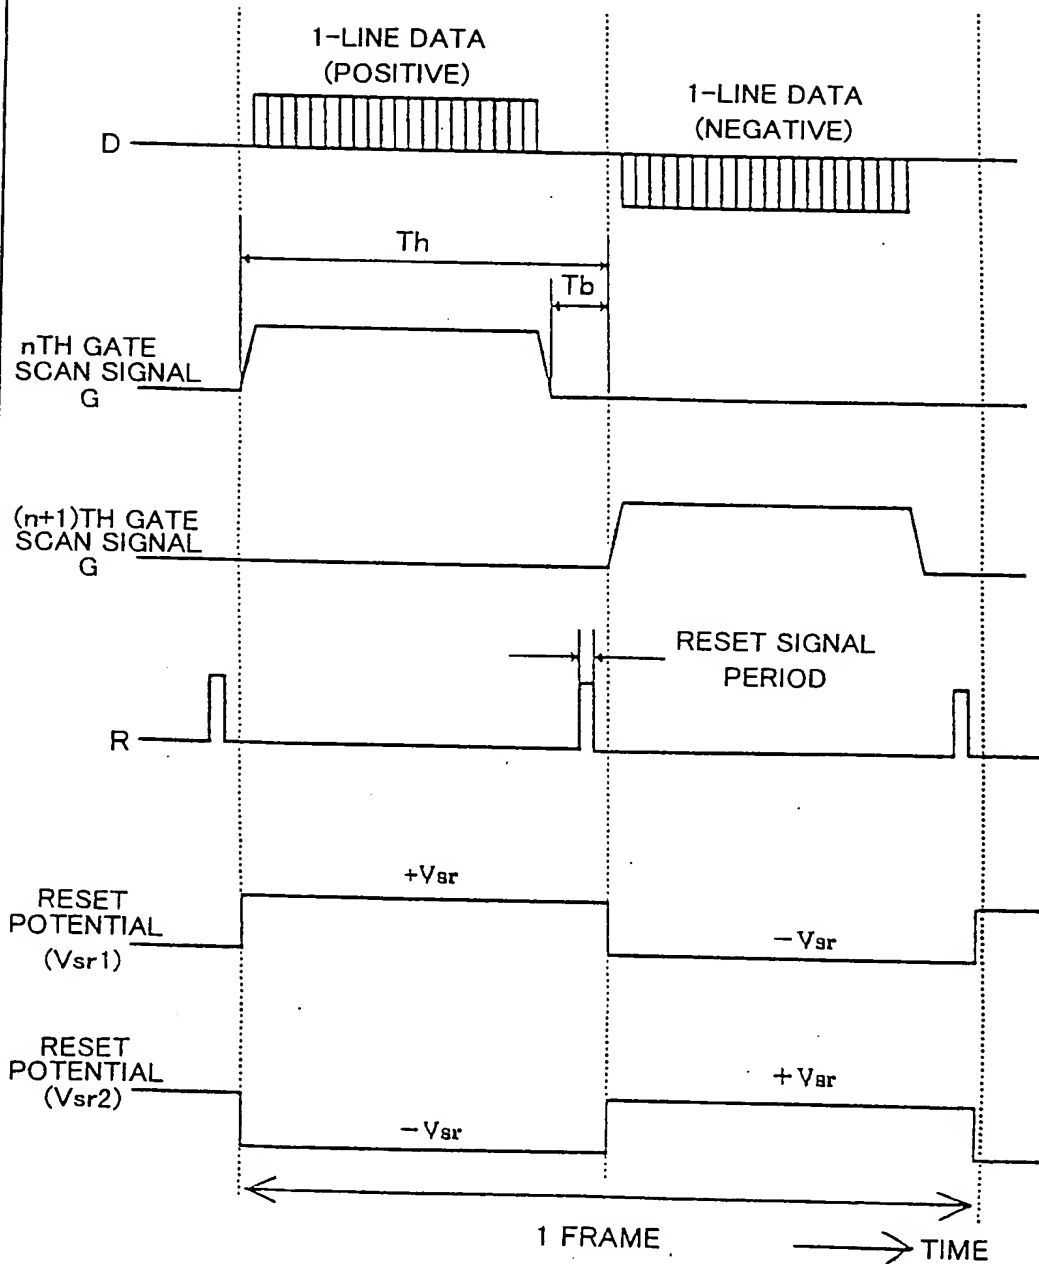 1-LINE DATA
(POSITIVE)
1-LINE DATA
(NEGATIVE)
D
Th
Tb
nTH GATE
SCAN SIGNAL
G
(n+1)TH GATE
SCAN SIGNAL
G
RESET SIGNAL
PERIOD
R
+Vsr
RESET
POTENTIAL
(Vsr1)
-Vsr
RESET
POTENTIAL
(Vsr2)
+Vsr
-Vsr
1 FRAME
TIME